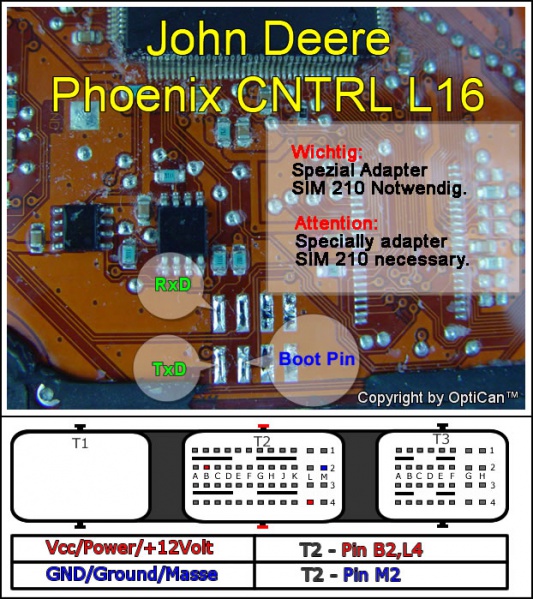 John Deere
Phoenix CNTRL L16
Wichtig:
Spezial Adapter
SIM 210 Notwendig.
Attention:
Specially adapter
SIM 210 necessary.
RxD
TxD
Boot Pin
Copyright by OptiCan™
T1
T2
T3
1
A B C D E F G H J K L M 2
3
4
1
A B C D E F G H 2
3
4
Vcc/Power/+12Volt
T2 - Pin B2,L4
GND/Ground/Masse
T2 - Pin M2